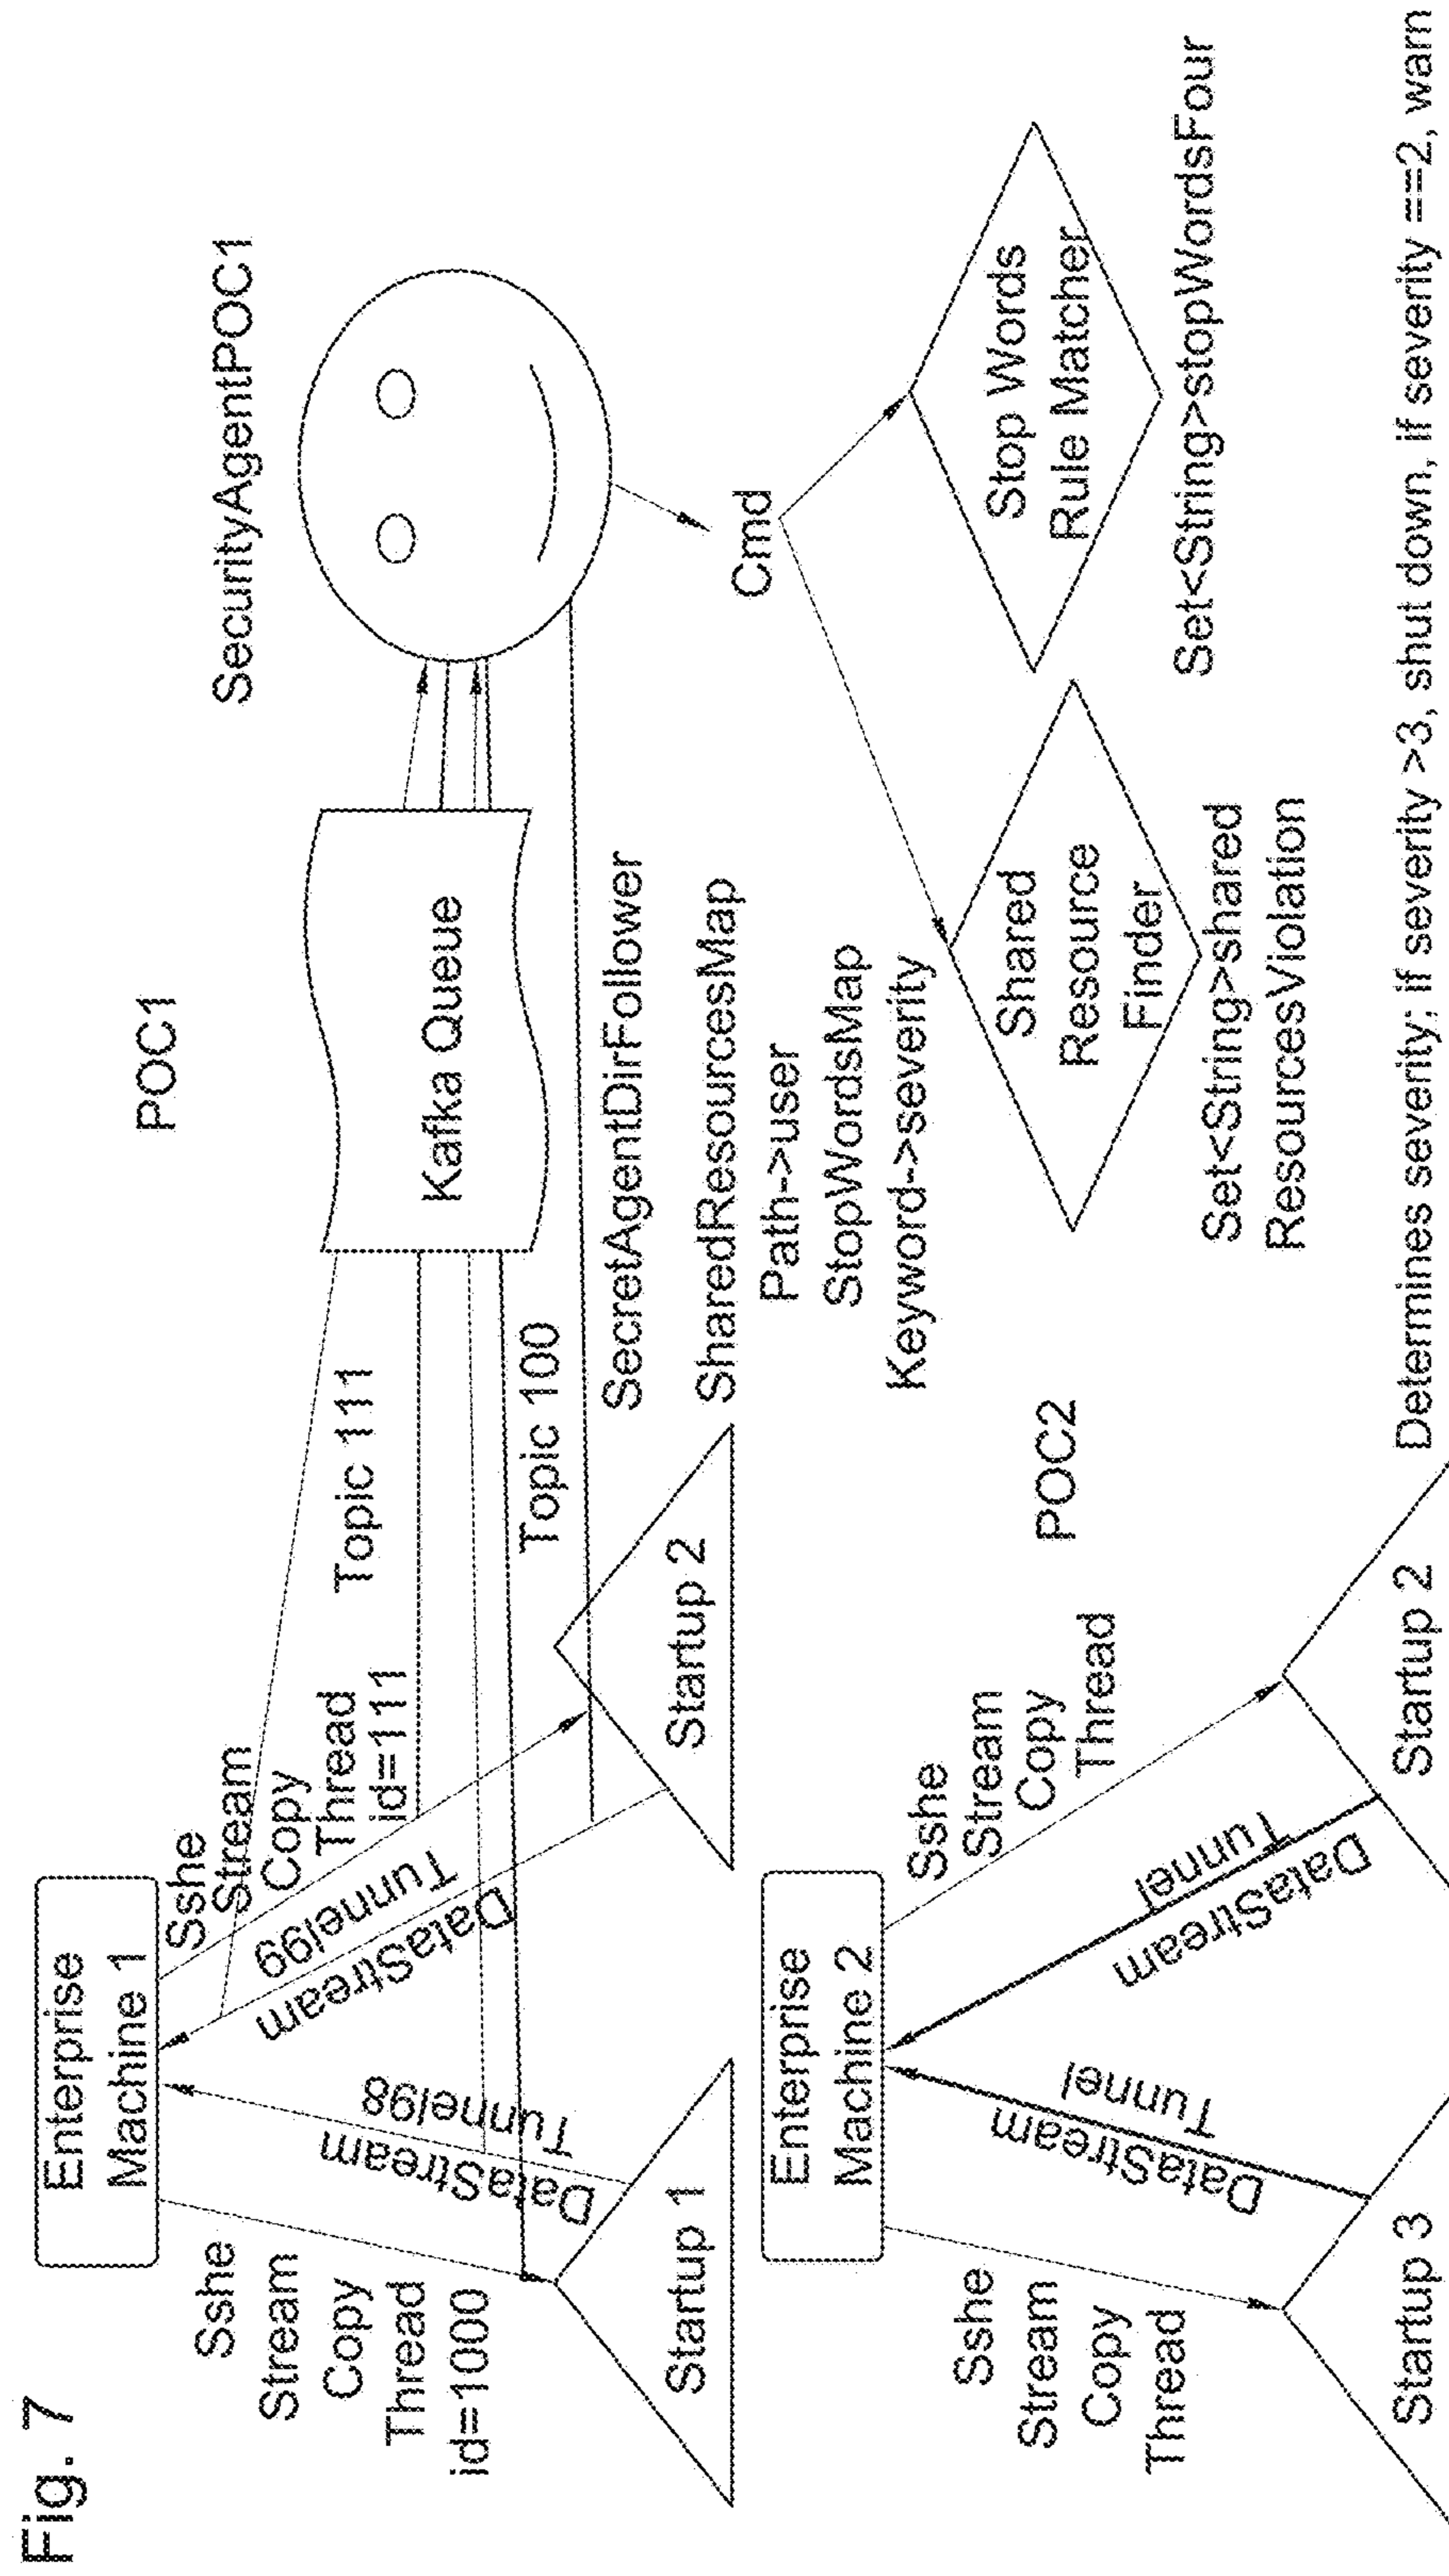 Fig. 7
POC1
Enterprise
Machine 1
Sshe
Stream
Copy
Thread
id=1000
DataStream
Tunnel98
DataStream
Tunnel99
Sshe
Stream
Copy
Thread
id=111
Topic 111
Topic 100
Kafka Queue
SecurityAgentPOC1
Startup 1
Startup 2
SecretAgentDirFollower
SharedResourcesMap
Path->user
StopWordsMap
Keyword->severity
Cmd
Shared
Resource
Finder
Set<String>shared
ResourcesViolation
Stop Words
Rule Matcher
Set<String>stopWordsFour
POC2
Enterprise
Machine 2
Sshe
Stream
Copy
Thread
DataStream
Tunnel
DataStream
Tunnel
Sshe
Stream
Copy
Thread
Startup 3
Startup 2
Determines severity; if severity >3, shut down, if severity ==2, warn